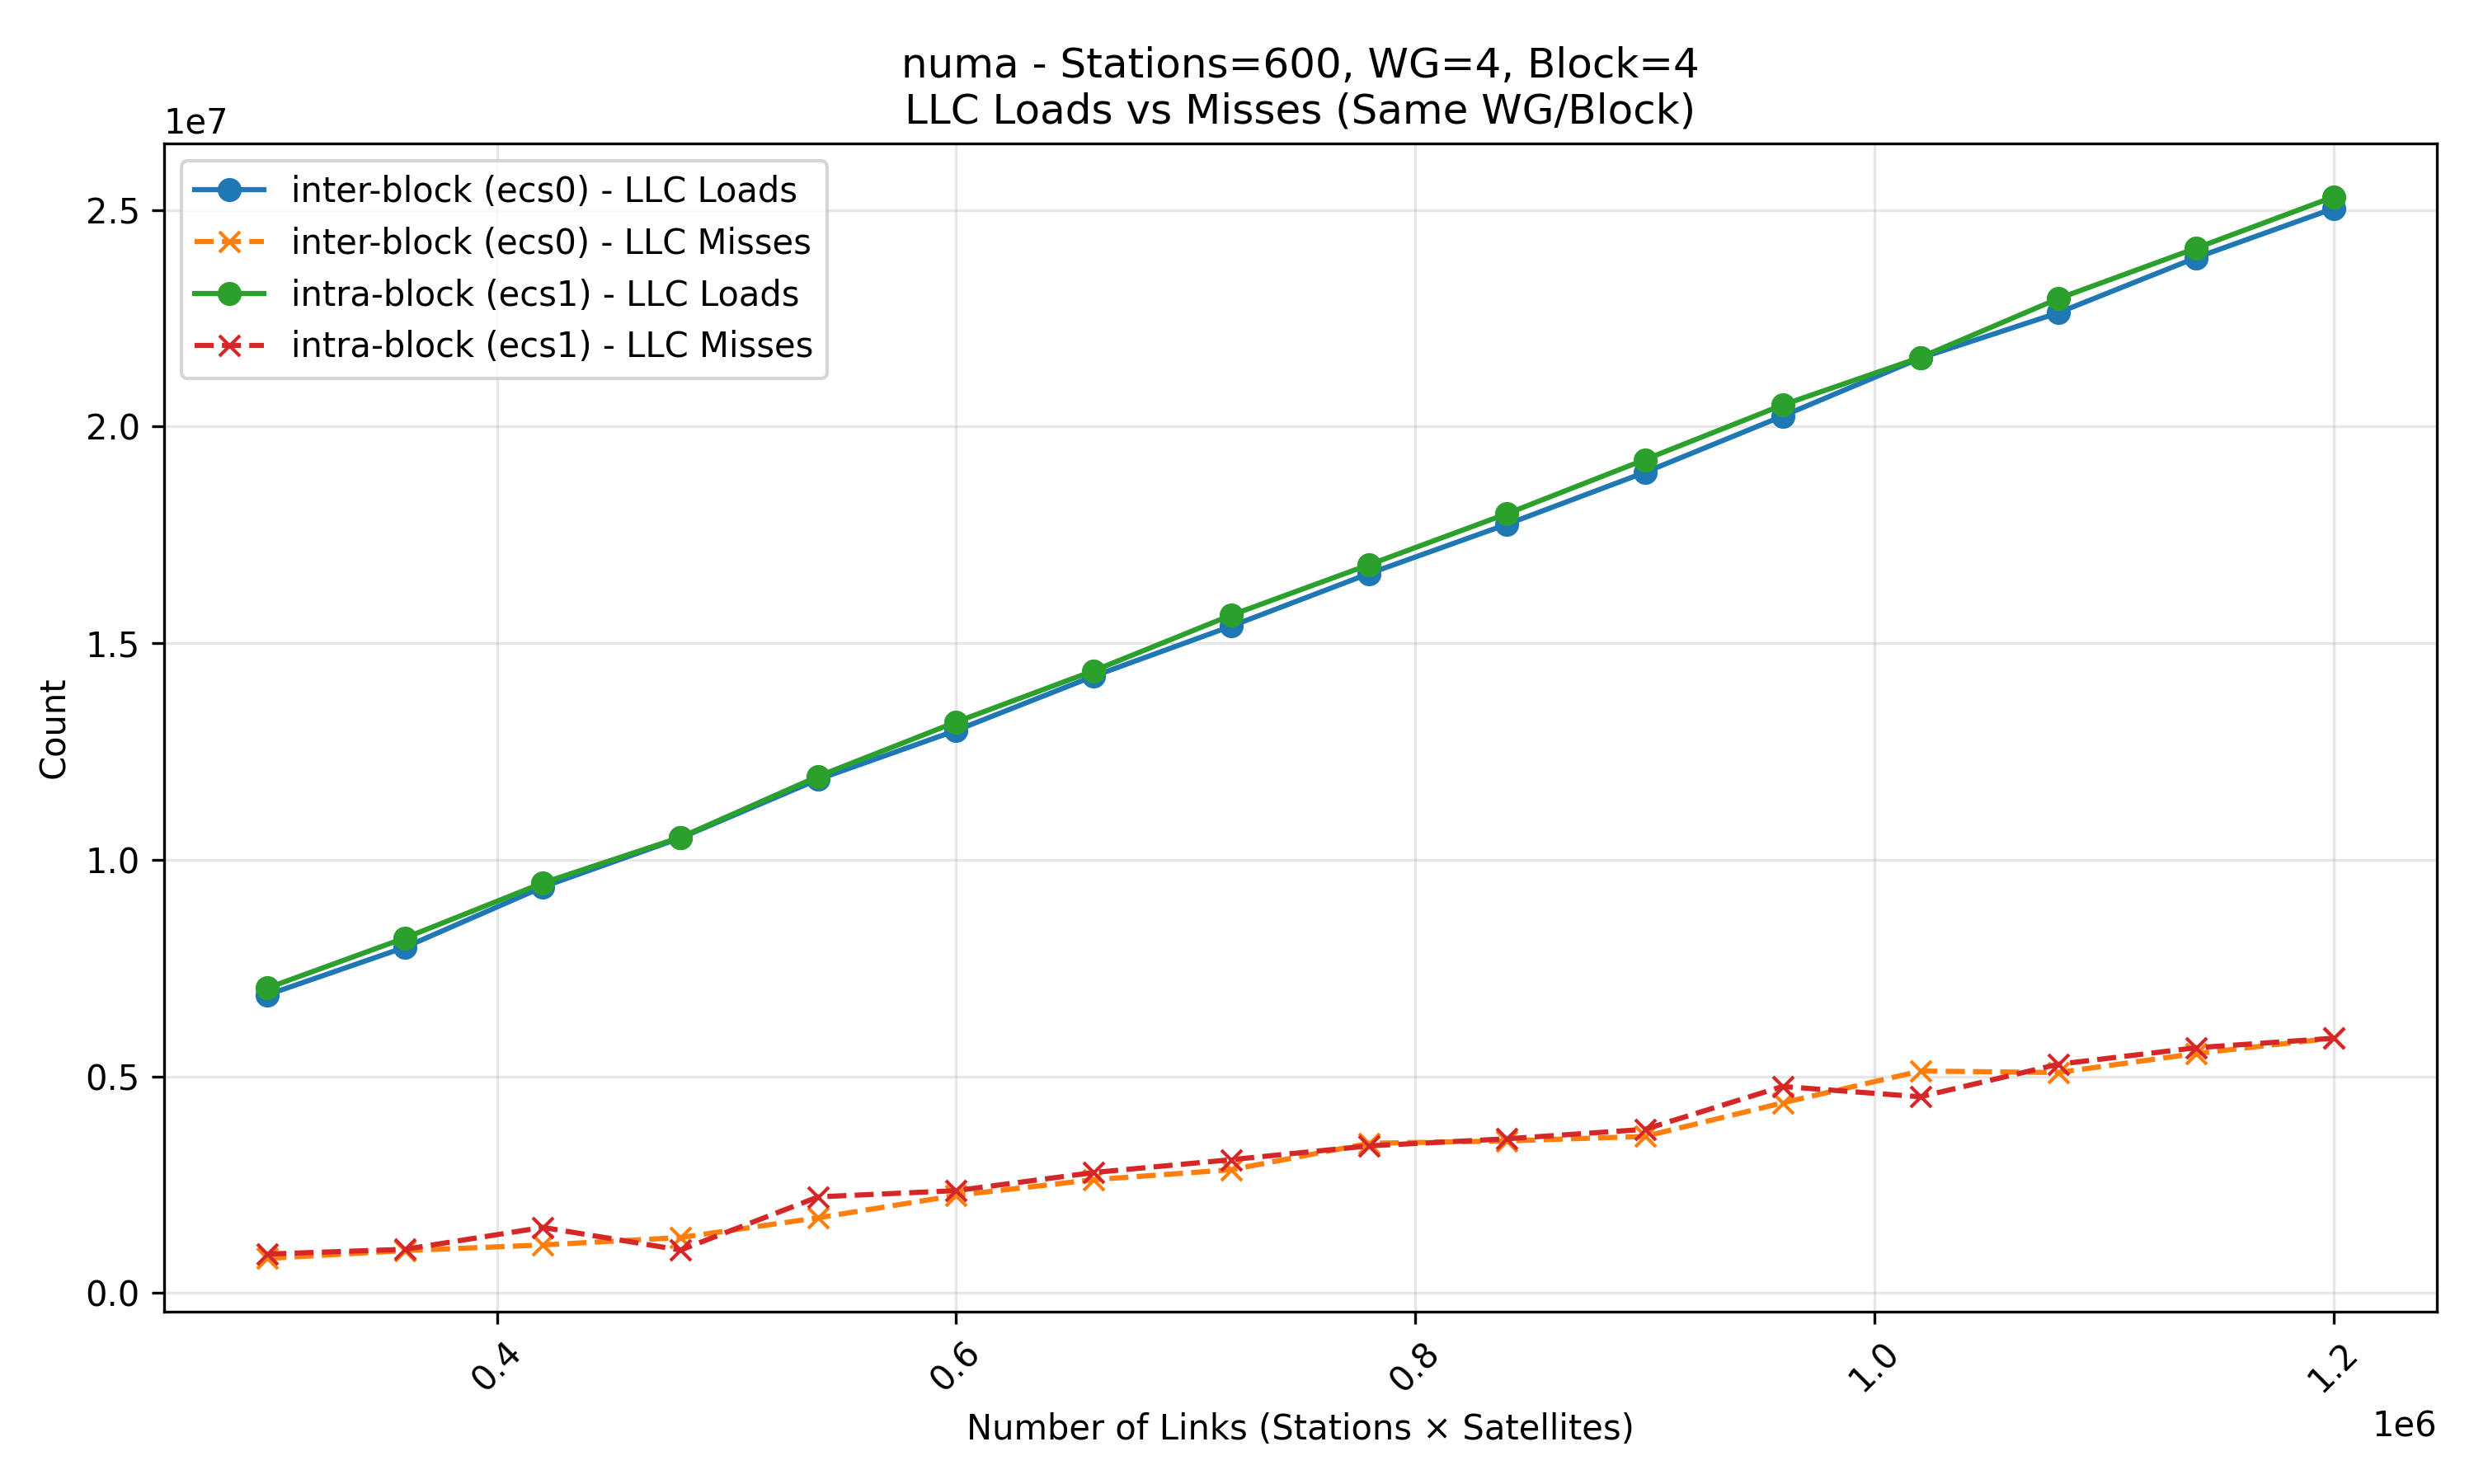 numa - Stations=600, WG=4, Block=4
LLC Loads vs Misses (Same WG/Block)
1e7
inter-block (ecs0) - LLC Loads
inter-block (ecs0) - LLC Misses
intra-block (ecs1) - LLC Loads
intra-block (ecs1) - LLC Misses
2.5
2.0
1.5
1.0
0.5
0.0
Count
0.4
0.6
0.8
1.0
1.2
Number of Links (Stations × Satellites)
1e6